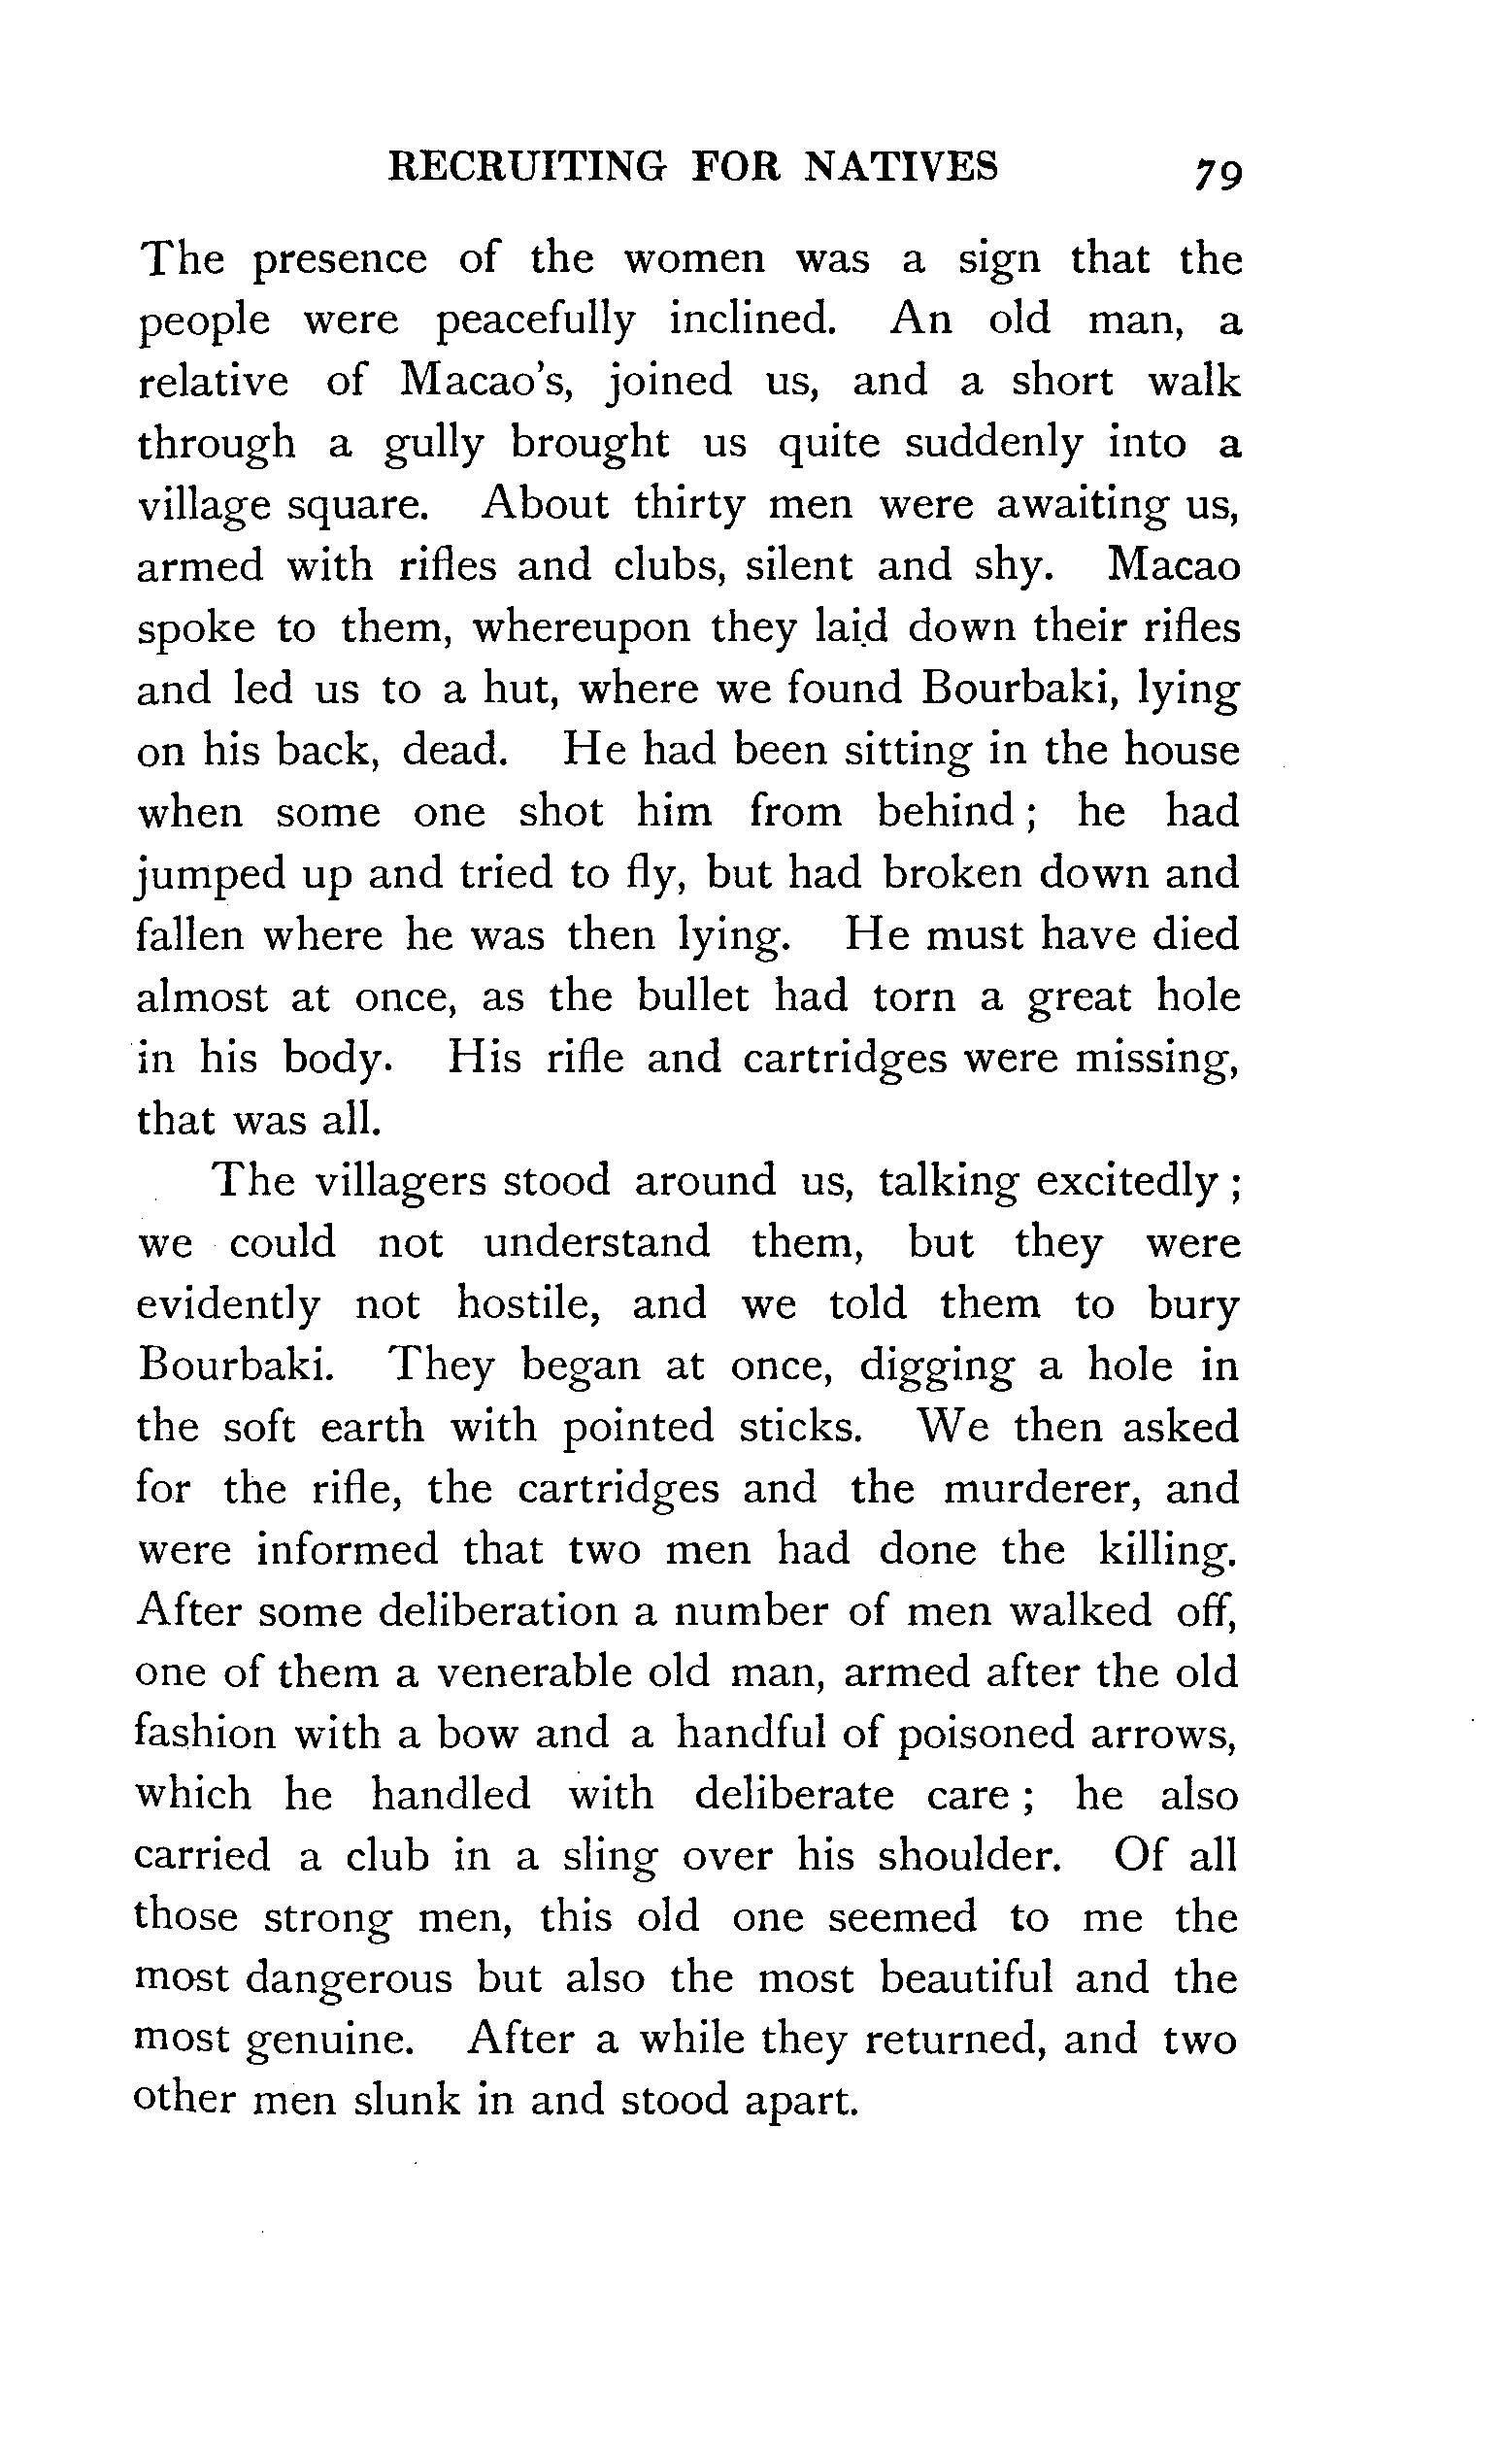 RECRUITING FOR NATIVES 79
The presence of the women was a sign that the
people were peacefully inclined. An old man, a
relative of Macao's, joined us, and a short walk
through a gully brought us quite suddenly into a
village square. About thirty men were awaiting us,
armed with rifles and clubs, silent and shy. Macao
spoke to them, whereupon they laid down their rifles
and led us to a hut, where we found Bourbaki, lying
on his back, dead. He had been sitting in the house
when some one shot him from behind; he had
jumped up and tried to fly, but had broken down and
fallen where he was then lying. He must have died
almost at once, as the bullet had torn a great hole
in his body. His rifle and cartridges were missing,
that was all.
The villagers stood around us, talking excitedly;
we could not understand them, but they were
evidently not hostile, and we told them to bury
Bourbaki. They began at once, digging a hole in
the soft earth with pointed sticks. We then asked
for the rifle, the cartridges and the murderer, and
were informed that two men had done the killing.
After some deliberation a number of men walked off,
one of them a venerable old man, armed after the old
fashion with a bow and a handful of poisoned arrows,
which he handled with deliberate care; he also
carried a club in a sling over his shoulder. Of all
those strong men, this old one seemed to me the
most dangerous but also the most beautiful and the
most genuine. After a while they returned, and two
other men slunk in and stood apart.